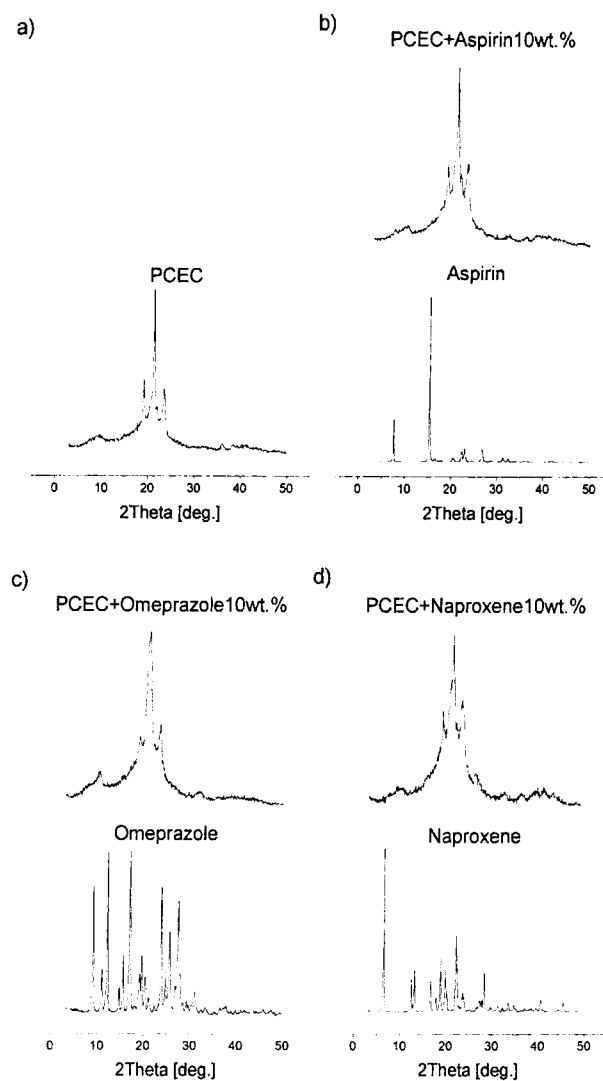 a)
PCEC
0 10 20 30 40 50
2Theta [deg.]
b)
PCEC+Aspirin10wt.%
Aspirin
0 10 20 30 40 50
2Theta [deg.]
c)
PCEC+Omeprazole10wt.%
Omeprazole
0 10 20 30 40 50
2Theta [deg.]
d)
PCEC+Naproxene10wt.%
Naproxene
0 10 20 30 40 50
2Theta [deg.]